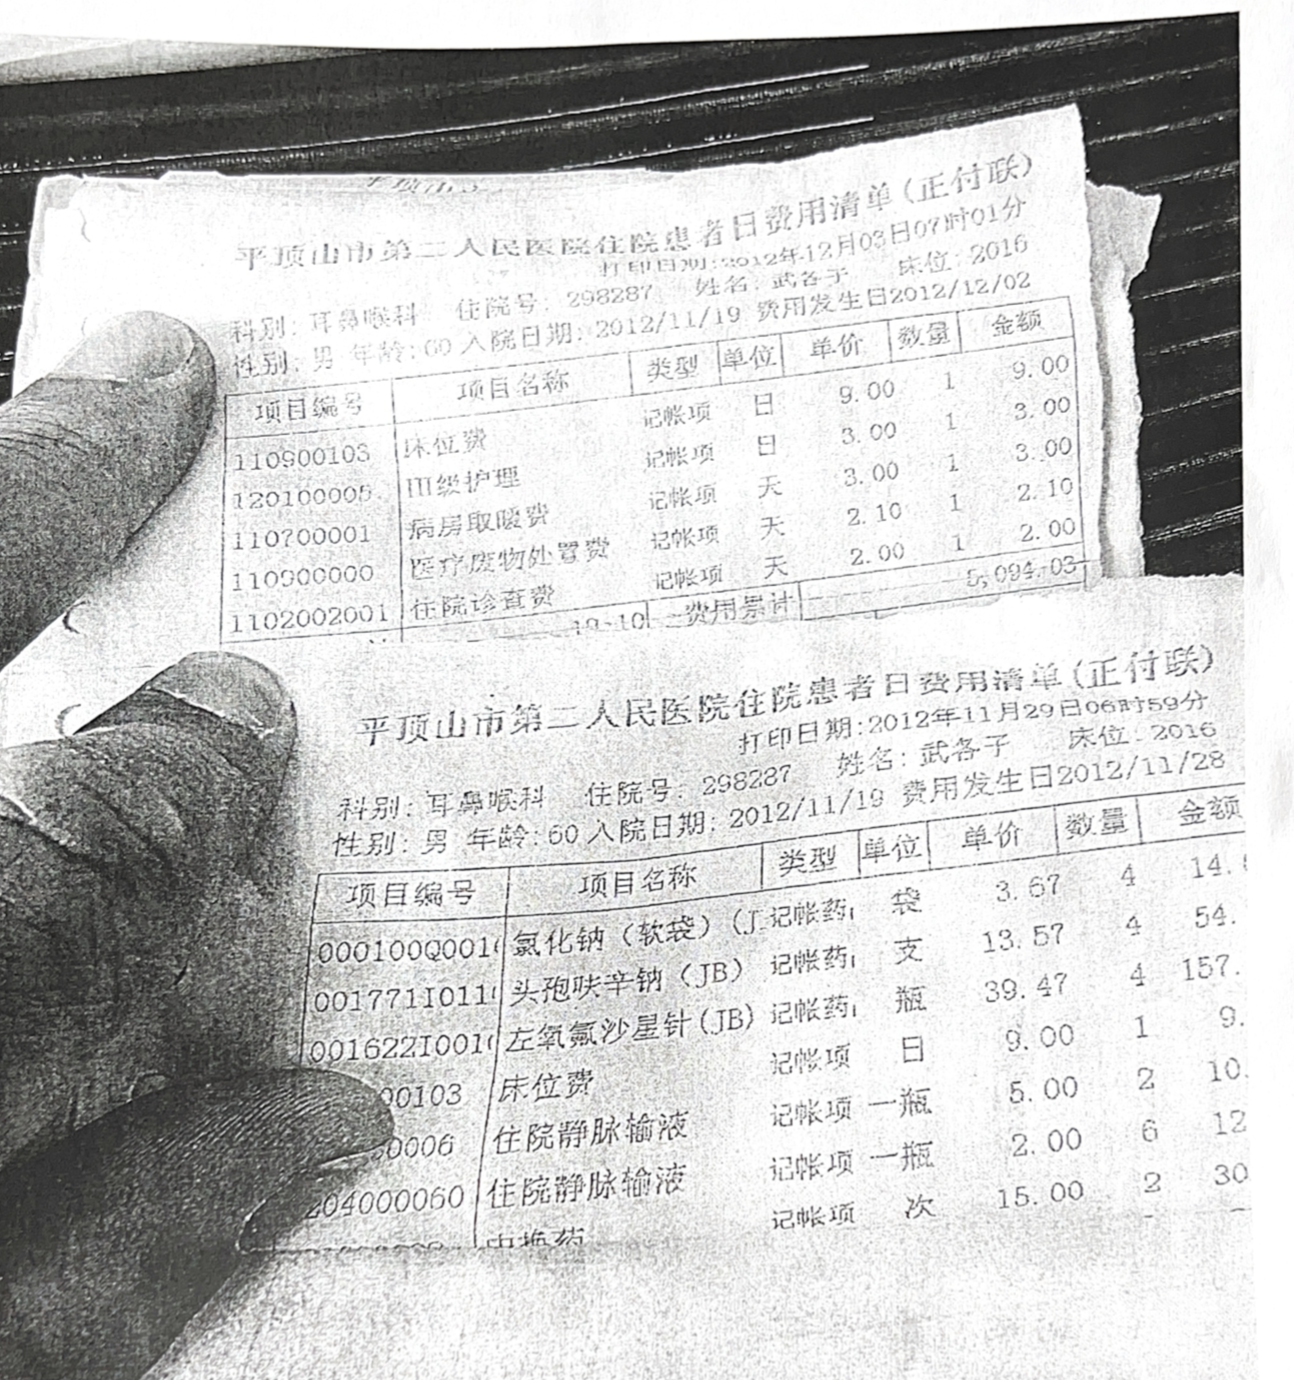 平顶山市第二人民医院住院患者日费用清单(正付联)
打印日期:2012年12月03日07时01分
科别: 耳鼻喉科 住院号: 298287 姓名: 武各子 床位: 2016
性别: 男 年龄: 60 入院日期: 2012/11/19 费用发生日2012/12/02
项目编号 项目名称 类型 单位 单价 数量 金额
110900103 床位费 记帐项 日 9.00 1 9.00
120100005 III级护理 记帐项 日 3.00 1 3.00
110700001 病房取暖费 记帐项 天 3.00 1 3.00
110900000 医疗废物处置费 记帐项 天 2.10 1 2.10
1102002001 住院诊查费 记帐项 天 2.00 1 2.00
19.10 费用累计 5,094.03
平顶山市第二人民医院住院患者日费用清单(正付联)
打印日期:2012年11月29日06时59分
科别: 耳鼻喉科 住院号: 298287 姓名: 武各子 床位: 2016
性别: 男 年龄: 60 入院日期: 2012/11/19 费用发生日2012/11/28
项目编号 项目名称 类型 单位 单价 数量 金额
000100Q001 氯化钠（软袋）(J 记帐药 袋 3.67 4 14.
001771I011 头孢呋辛钠（JB） 记帐药 支 13.57 4 54.
001622I001 左氧氟沙星针(JB) 记帐药 瓶 39.47 4 157.
00103 床位费 记帐项 日 9.00 1 9.
0006 住院静脉输液 记帐项 一瓶 5.00 2 10.
204000060 住院静脉输液 记帐项 一瓶 2.00 6 12
中换药 记帐项 次 15.00 2 30